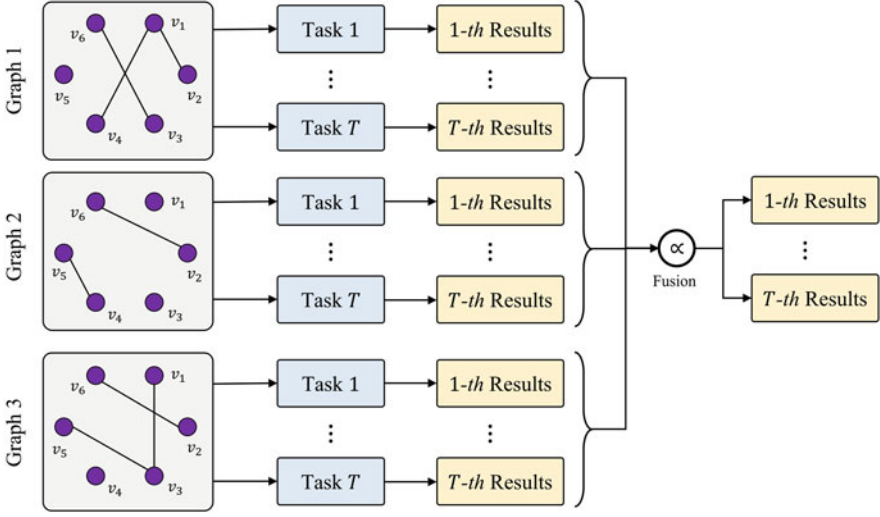 Graph 1
v₆
v₁
v₅
v₂
v₄
v₃
Task 1
1-th Results
⋮
⋮
Task T
T-th Results
Graph 2
v₆
v₁
v₅
v₂
v₄
v₃
Task 1
1-th Results
⋮
⋮
Task T
T-th Results
∝
Fusion
1-th Results
⋮
T-th Results
Graph 3
v₆
v₁
v₅
v₂
v₄
v₃
Task 1
1-th Results
⋮
⋮
Task T
T-th Results